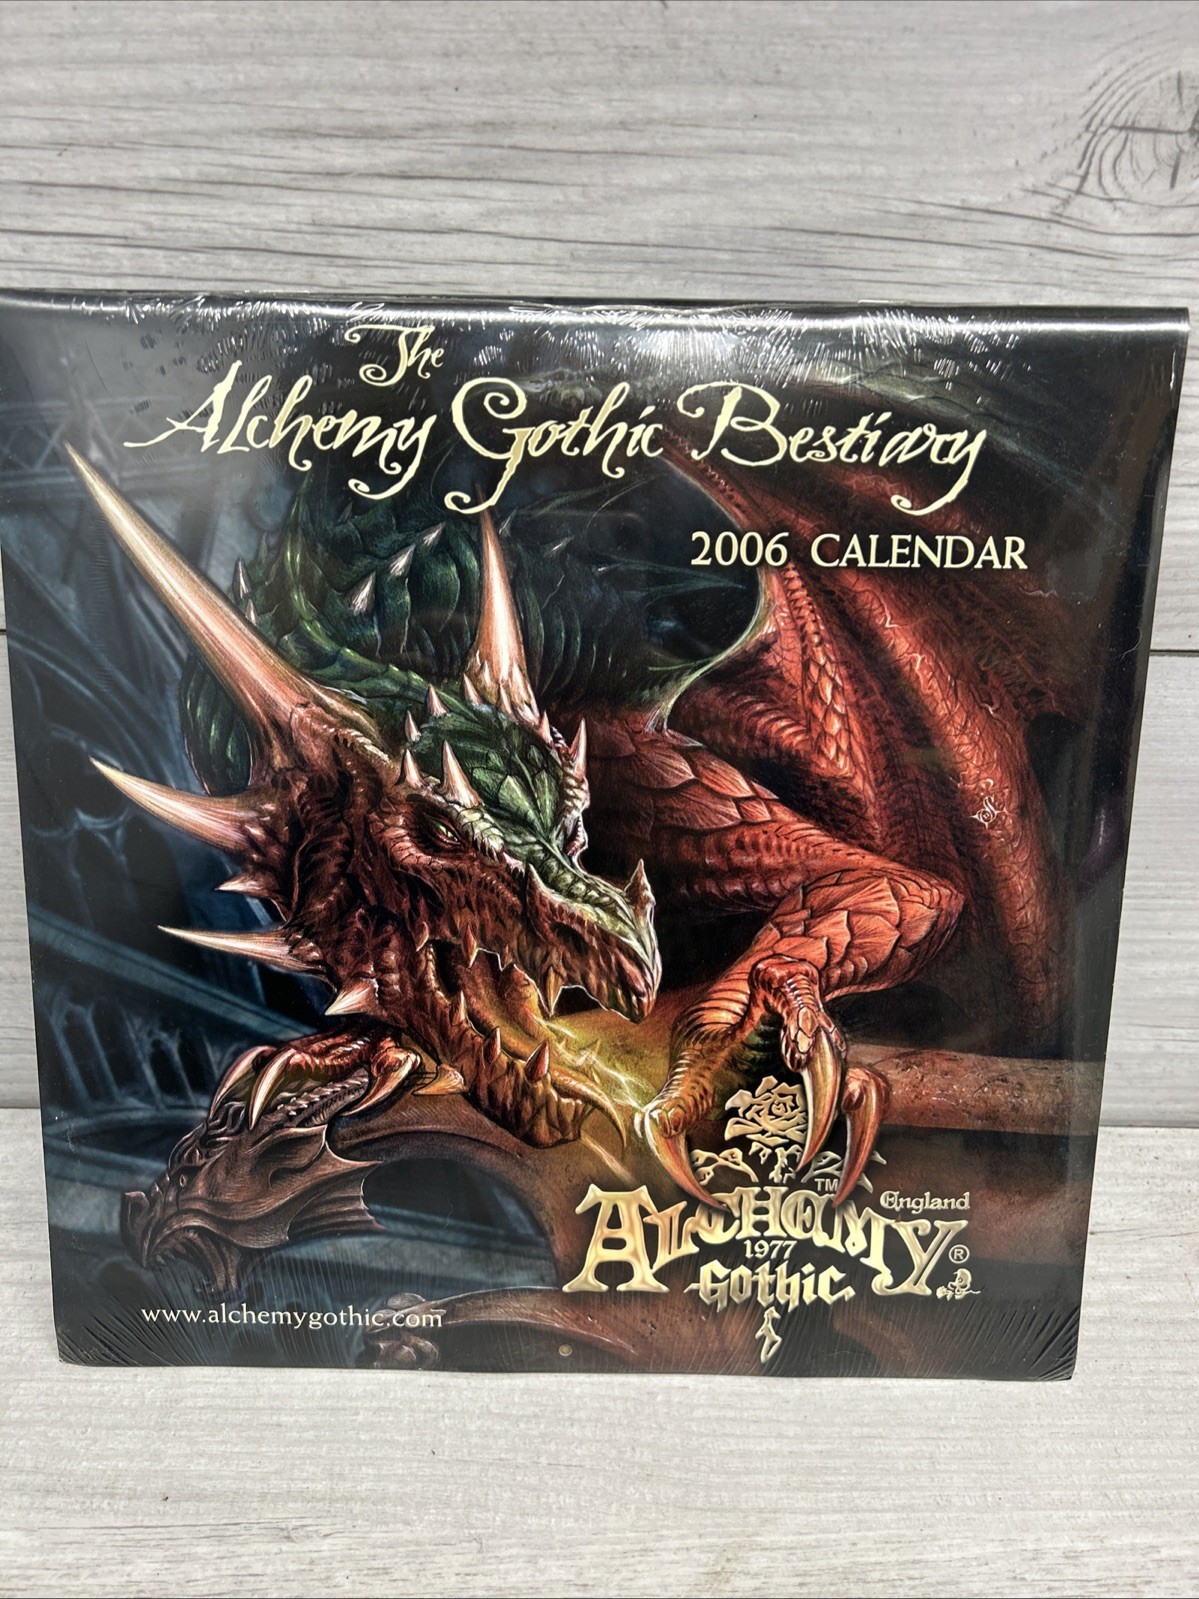 The
Alchemy Gothic Bestiary
2006 CALENDAR
ALCHEMY
TM
England
1977
®
Gothic
www.alchemygothic.com